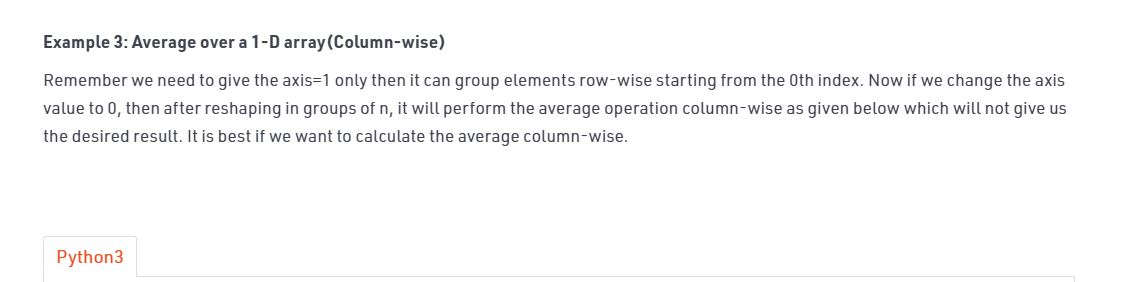 Example 3: Average over a 1-D array(Column-wise)
Remember we need to give the axis=1 only then it can group elements row-wise starting from the 0th index. Now if we change the axis
value to 0, then after reshaping in groups of n, it will perform the average operation column-wise as given below which will not give us
the desired result. It is best if we want to calculate the average column-wise.
Python3